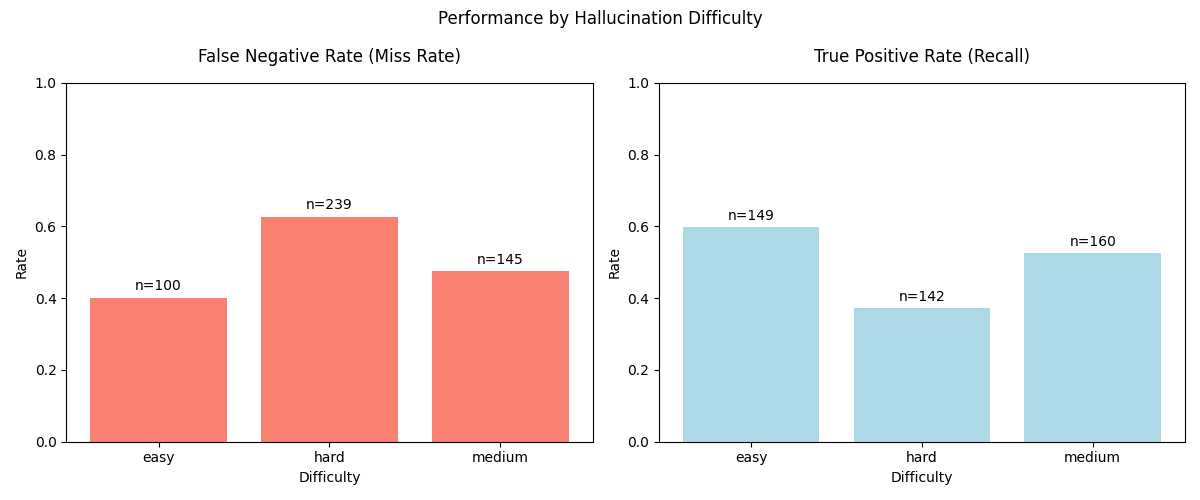 Performance by Hallucination Difficulty
False Negative Rate (Miss Rate)
1.0
0.8
0.6
0.4
0.2
0.0
Rate
n=100
n=239
n=145
easy
hard
medium
Difficulty
True Positive Rate (Recall)
1.0
0.8
0.6
0.4
0.2
0.0
Rate
n=149
n=142
n=160
easy
hard
medium
Difficulty